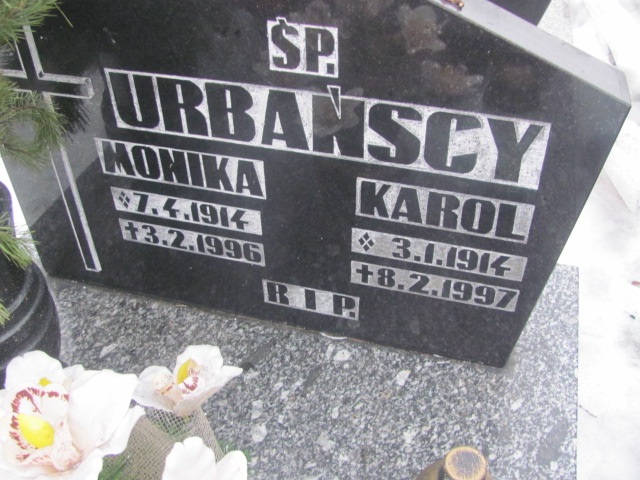 ŚP.
URBAŃSCY
MONIKA
*7.4.1914
†3.2.1996
KAROL
* 3.1.1914
†8.2.1997
R I P.